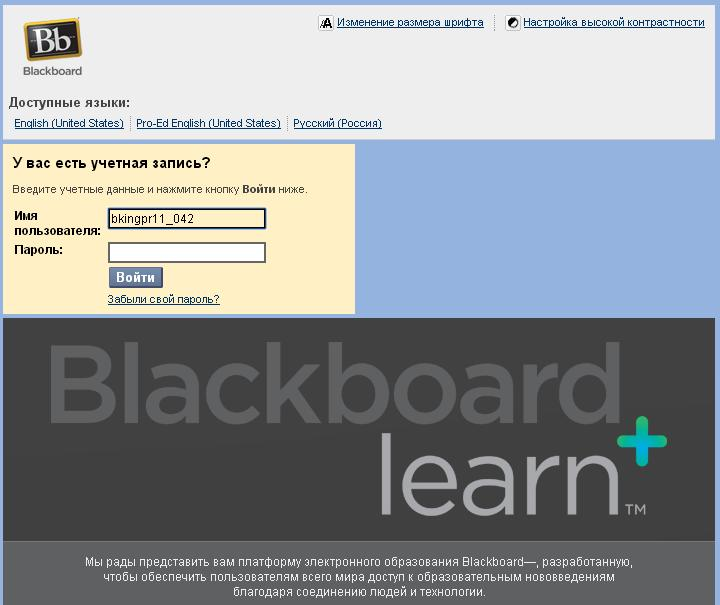 Bb
Blackboard
Изменение размера шрифта
Настройка высокой контрастности
Доступные языки:
English (United States) Pro-Ed English (United States) Русский (Россия)
У вас есть учетная запись?
Введите учетные данные и нажмите кнопку Войти ниже.
Имя
пользователя: bkingpr11_042
Пароль:
Войти
Забыли свой пароль?
Blackboard
learn+™
Мы рады представить вам платформу электронного образования Blackboard—, разработанную,
чтобы обеспечить пользователям всего мира доступ к образовательным нововведениям
благодаря соединению людей и технологии.